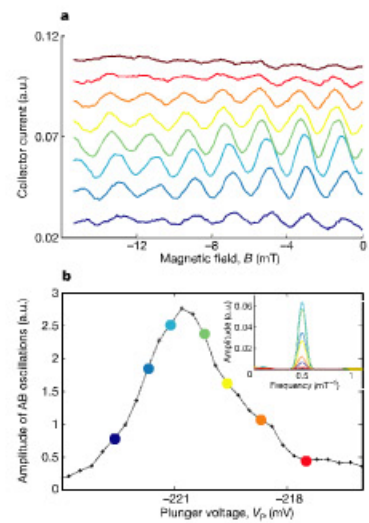 a
0.12
0.07
0.02
Collector current (a.u.)
−12
−8
−4
0
Magnetic field, B (mT)
b
3
2.5
2
1.5
1
0.5
0
Amplitude of AB oscillations (a.u.)
−221
−218
Plunger voltage, VP (mV)
0.06
0.04
0.02
0
Amplitude (a.u.)
0.5
1
Frequency (mT⁻¹)